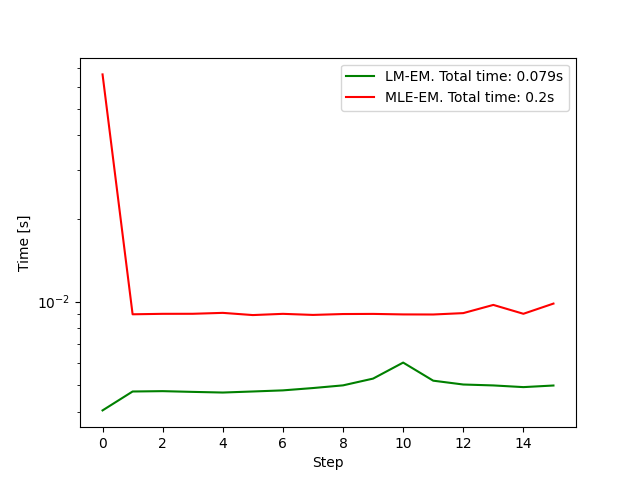 LM-EM. Total time: 0.079s
MLE-EM. Total time: 0.2s
Time [s]
10⁻²
0 2 4 6 8 10 12 14
Step